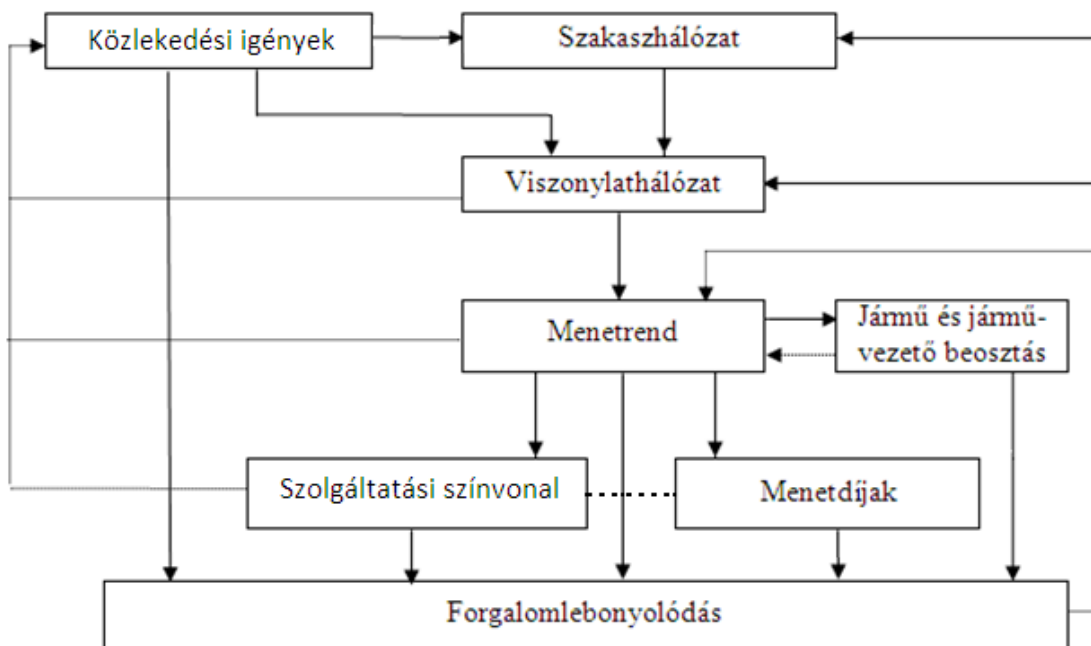 Közlekedési igények
Szakaszhálózat
Viszonylathálózat
Menetrend
Jármű és jármű-
vezető beosztás
Szolgáltatási színvonal
Menetdíjak
Forgalomlebonyolódás